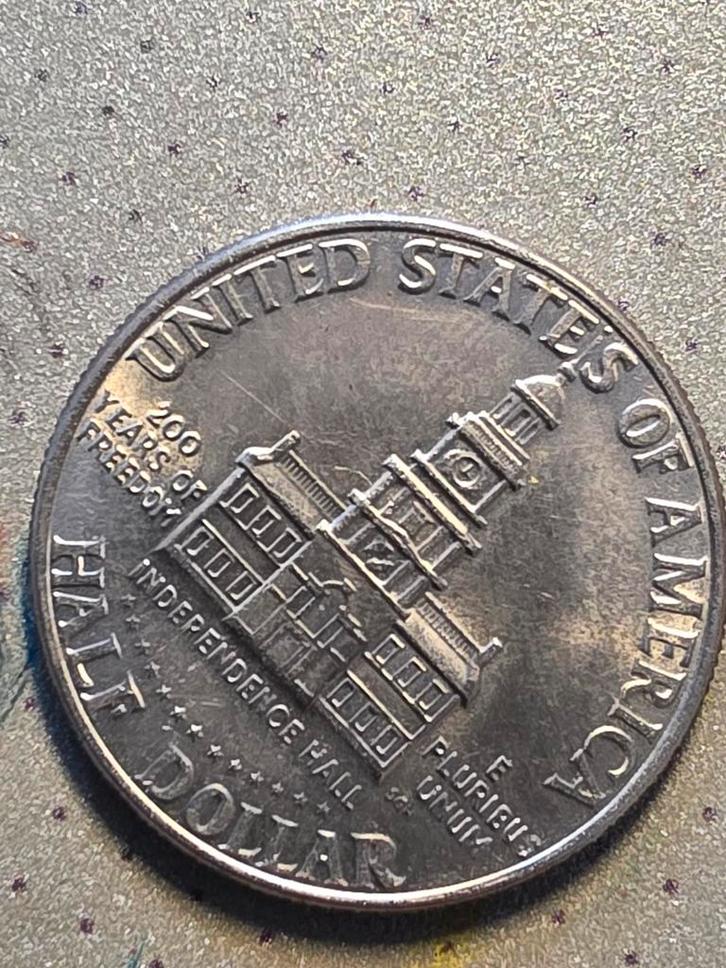 UNITED STATES OF AMERICA
200
YEARS OF
FREEDOM
INDEPENDENCE HALL
E
PLURIBUS
UNUM
HALF DOLLAR